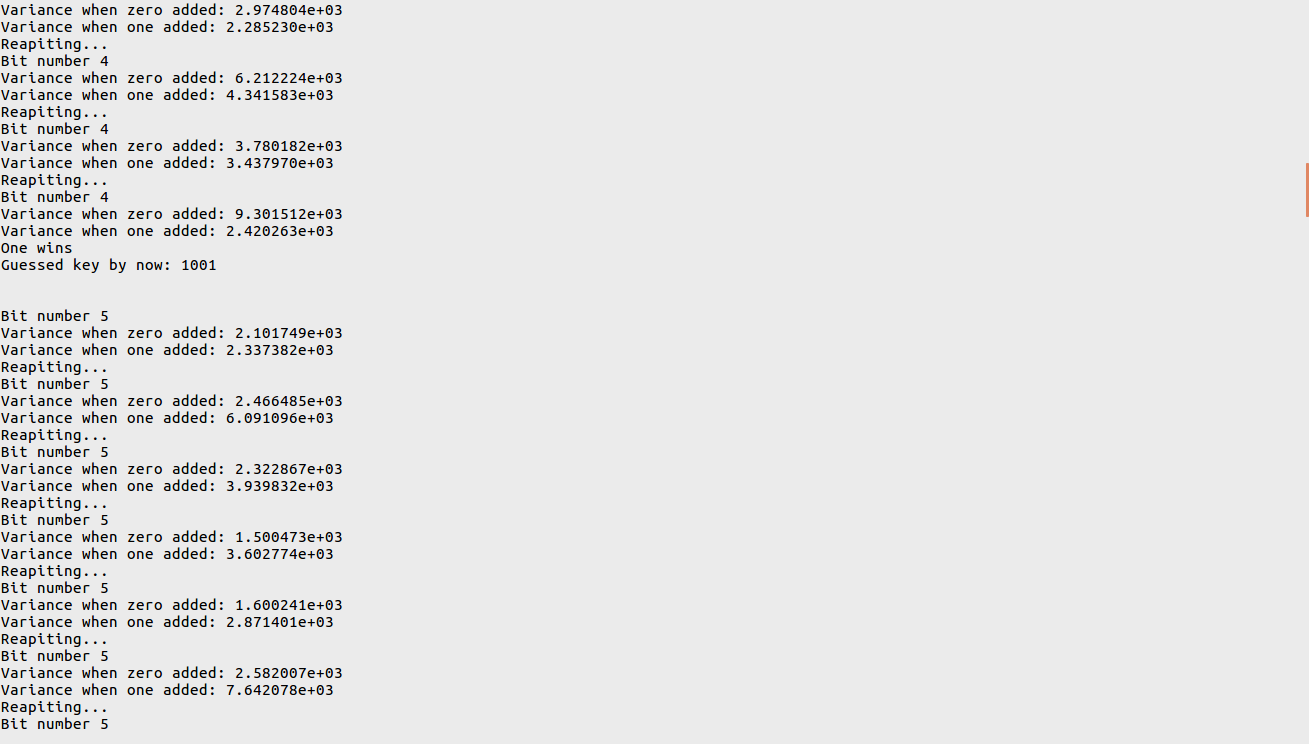 Variance when zero added: 2.974804e+03
Variance when one added: 2.285230e+03
Reapiting...
Bit number 4
Variance when zero added: 6.212224e+03
Variance when one added: 4.341583e+03
Reapiting...
Bit number 4
Variance when zero added: 3.780182e+03
Variance when one added: 3.437970e+03
Reapiting...
Bit number 4
Variance when zero added: 9.301512e+03
Variance when one added: 2.420263e+03
One wins
Guessed key by now: 1001
Bit number 5
Variance when zero added: 2.101749e+03
Variance when one added: 2.337382e+03
Reapiting...
Bit number 5
Variance when zero added: 2.466485e+03
Variance when one added: 6.091096e+03
Reapiting...
Bit number 5
Variance when zero added: 2.322867e+03
Variance when one added: 3.939832e+03
Reapiting...
Bit number 5
Variance when zero added: 1.500473e+03
Variance when one added: 3.602774e+03
Reapiting...
Bit number 5
Variance when zero added: 1.600241e+03
Variance when one added: 2.871401e+03
Reapiting...
Bit number 5
Variance when zero added: 2.582007e+03
Variance when one added: 7.642078e+03
Reapiting...
Bit number 5